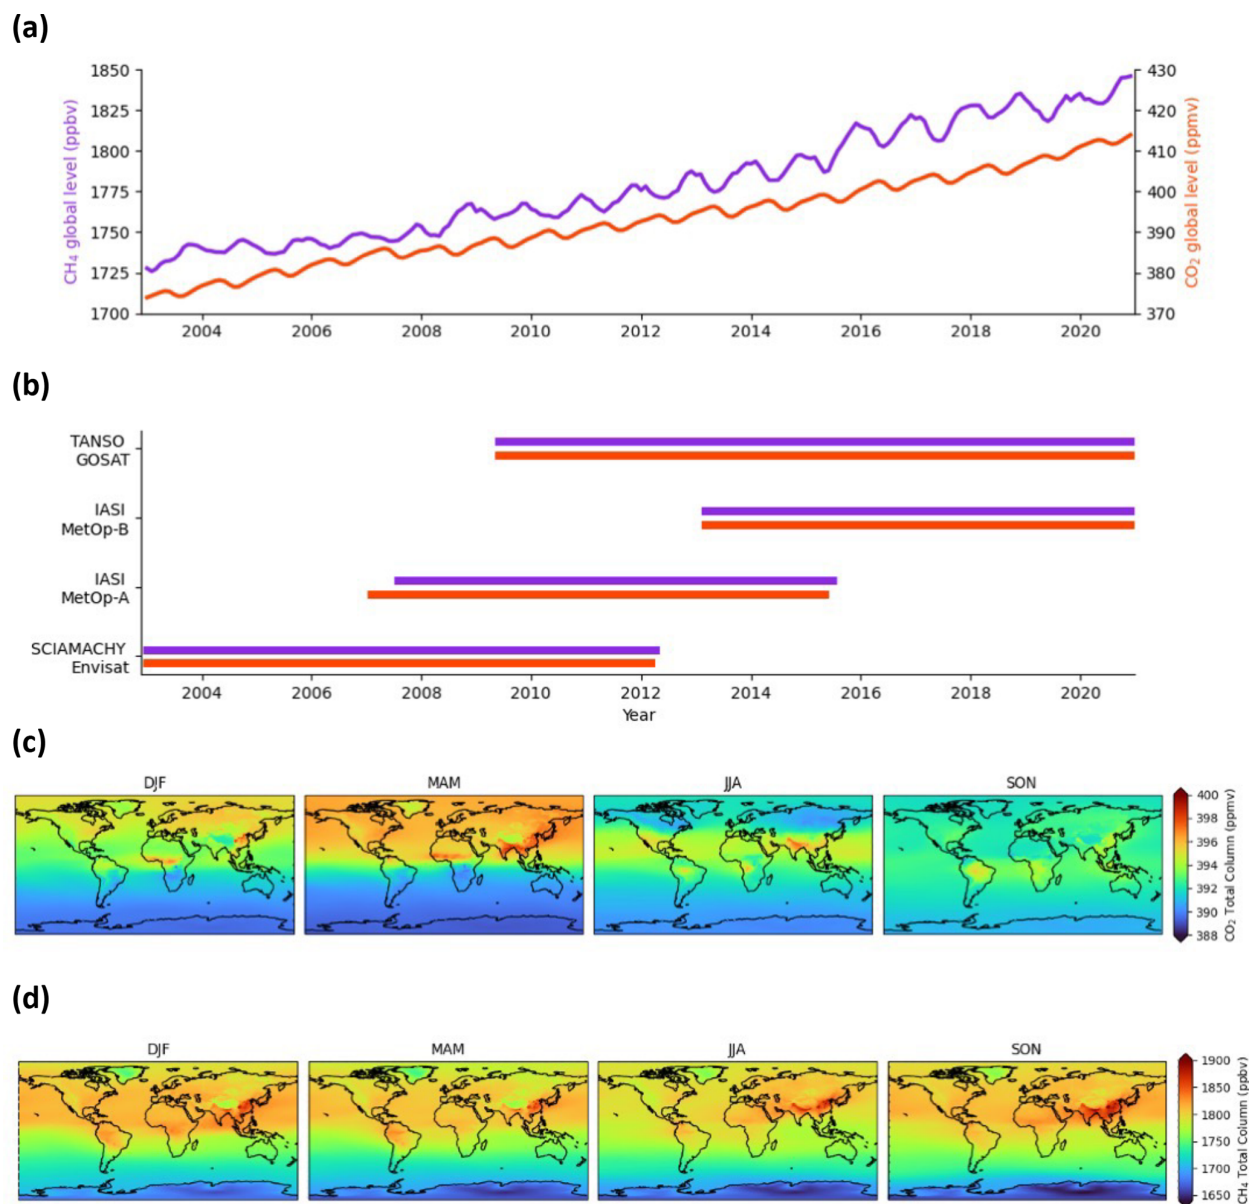 (a)
1850
1825
1800
1775
1750
1725
1700
CH₄ global level (ppbv)
430
420
410
400
390
380
370
CO₂ global level (ppmv)
2004 2006 2008 2010 2012 2014 2016 2018 2020
(b)
TANSO
GOSAT
IASI
MetOp-B
IASI
MetOp-A
SCIAMACHY
Envisat
2004 2006 2008 2010 2012 2014 2016 2018 2020
Year
(c)
DJF MAM JJA SON
400
398
396
394
392
390
388
CO₂ Total Column (ppmv)
(d)
DJF MAM JJA SON
1900
1850
1800
1750
1700
1650
CH₄ Total Column (ppbv)